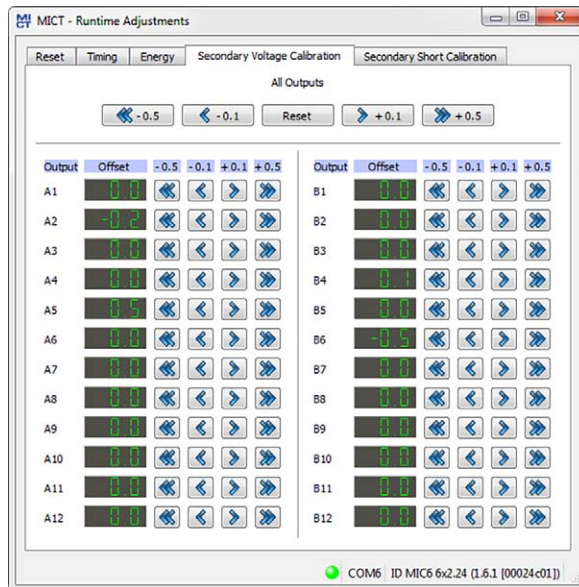 MICT MICT - Runtime Adjustments
Reset Timing Energy Secondary Voltage Calibration Secondary Short Calibration
All Outputs
- 0.5 - 0.1 Reset + 0.1 + 0.5
Output Offset - 0.5 - 0.1 + 0.1 + 0.5 Output Offset - 0.5 - 0.1 + 0.1 + 0.5
A1 0.0 B1 0.0
A2 -0.2 B2 0.0
A3 0.0 B3 0.0
A4 0.0 B4 0.1
A5 0.5 B5 0.0
A6 0.0 B6 -0.5
A7 0.0 B7 0.0
A8 0.0 B8 0.0
A9 0.0 B9 0.0
A10 0.0 B10 0.0
A11 0.0 B11 0.0
A12 0.0 B12 0.0
COM6 ID MIC6 6x2.24 (1.6.1 [00024c01])